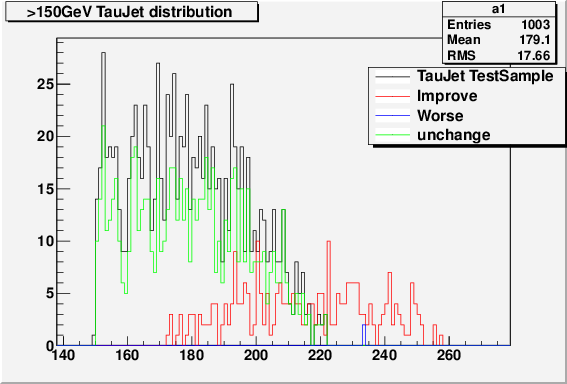 >150GeV TauJet distribution
a1
Entries 1003
Mean 179.1
RMS 17.66
TauJet TestSample
Improve
Worse
unchange
25
20
15
10
5
0
140 160 180 200 220 240 260